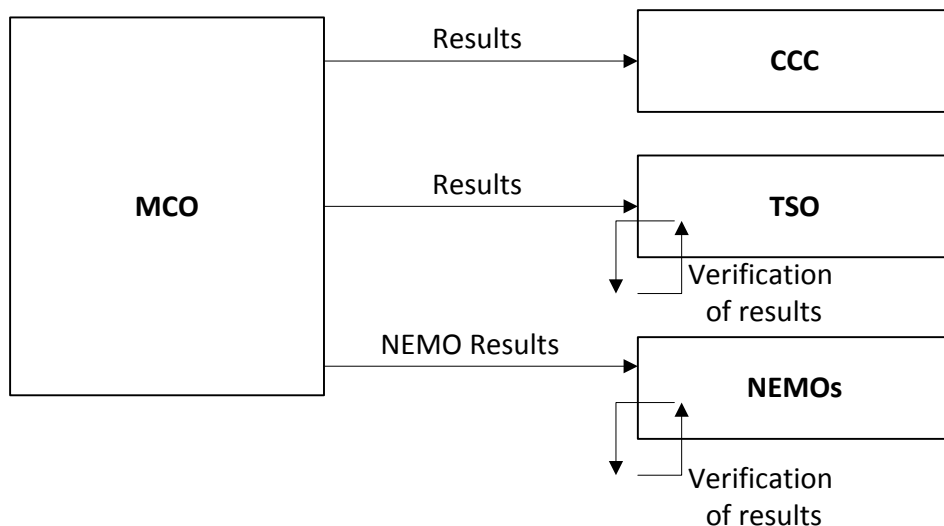 Results
CCC
MCO
Results
TSO
Verification
of results
NEMO Results
NEMOs
Verification
of results